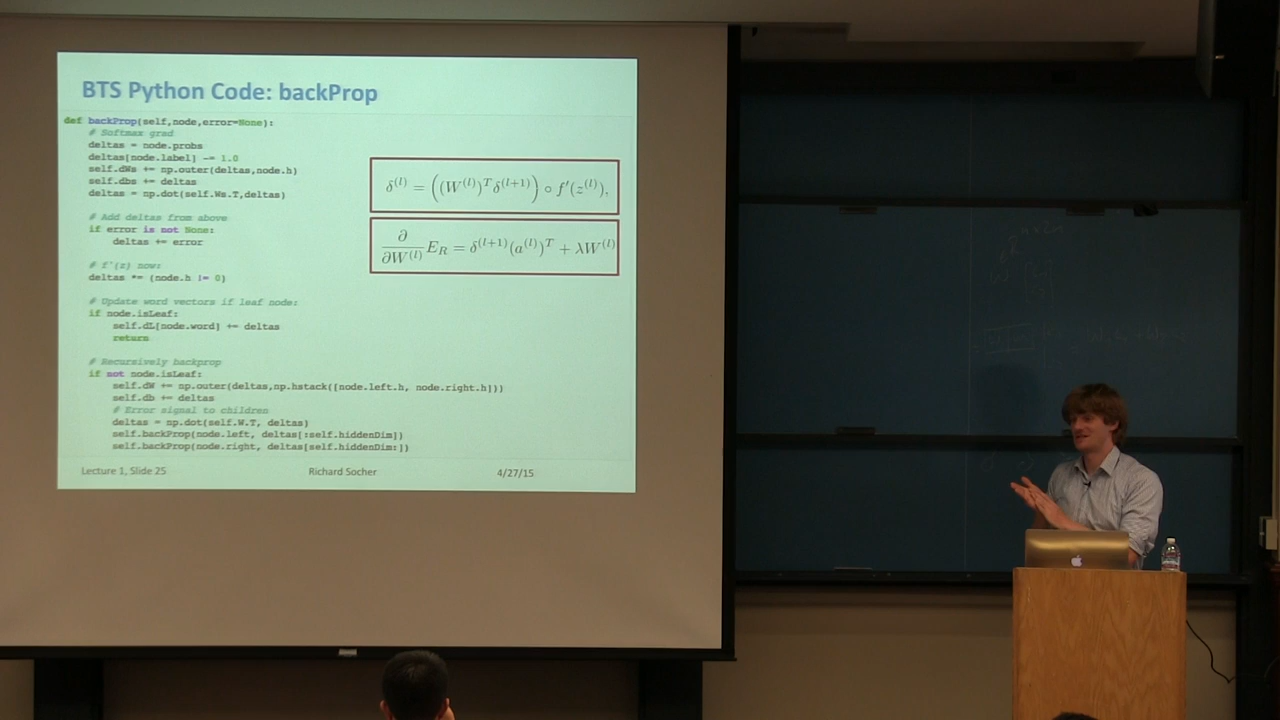 BTS Python Code: backProp
def backProp(self,node,error=None):
# Softmax grad
deltas = node.probs
deltas[node.label] -= 1.0
self.dWs += np.outer(deltas,node.h)
self.dbs += deltas
deltas = np.dot(self.Ws.T,deltas)
# Add deltas from above
if error is not None:
deltas += error
# f'(z) now:
deltas *= (node.h != 0)
# Update word vectors if leaf node:
if node.isLeaf:
self.dL[node.word] += deltas
return
# Recursively backprop
if not node.isLeaf:
self.dW += np.outer(deltas,np.hstack([node.left.h, node.right.h]))
self.db += deltas
# Error signal to children
deltas = np.dot(self.W.T, deltas)
self.backProp(node.left, deltas[:self.hiddenDim])
self.backProp(node.right, deltas[self.hiddenDim:])
δ^(l) = ((W^(l))^T δ^(l+1)) ∘ f'(z^(l)),
∂/∂W^(l) E_R = δ^(l+1)(a^(l))^T + λW^(l)
Lecture 1, Slide 25 Richard Socher 4/27/15